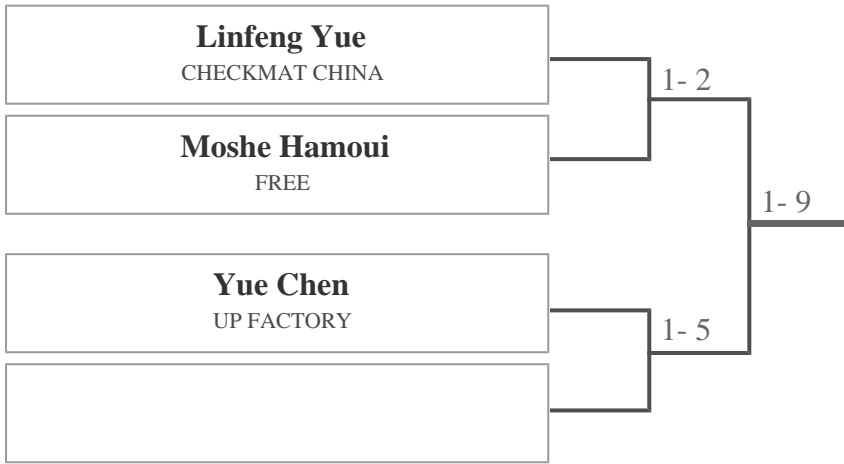 Linfeng Yue
CHECKMAT CHINA
1- 2
Moshe Hamoui
FREE
1- 9
Yue Chen
UP FACTORY
1- 5